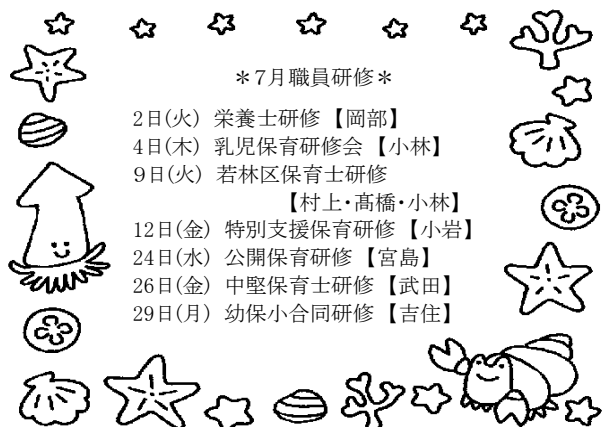 ＊7月職員研修＊
2日(火) 栄養士研修【岡部】
4日(木) 乳児保育研修会【小林】
9日(火) 若林区保育士研修
【村上・髙橋・小林】
12日(金) 特別支援保育研修【小岩】
24日(水) 公開保育研修【宮島】
26日(金) 中堅保育士研修【武田】
29日(月) 幼保小合同研修【吉住】